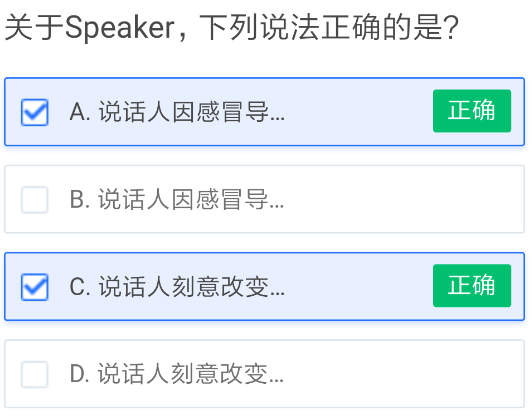 关于Speaker，下列说法正确的是?
A. 说话人因感冒导... 正确
B. 说话人因感冒导...
C. 说话人刻意改变... 正确
D. 说话人刻意改变...